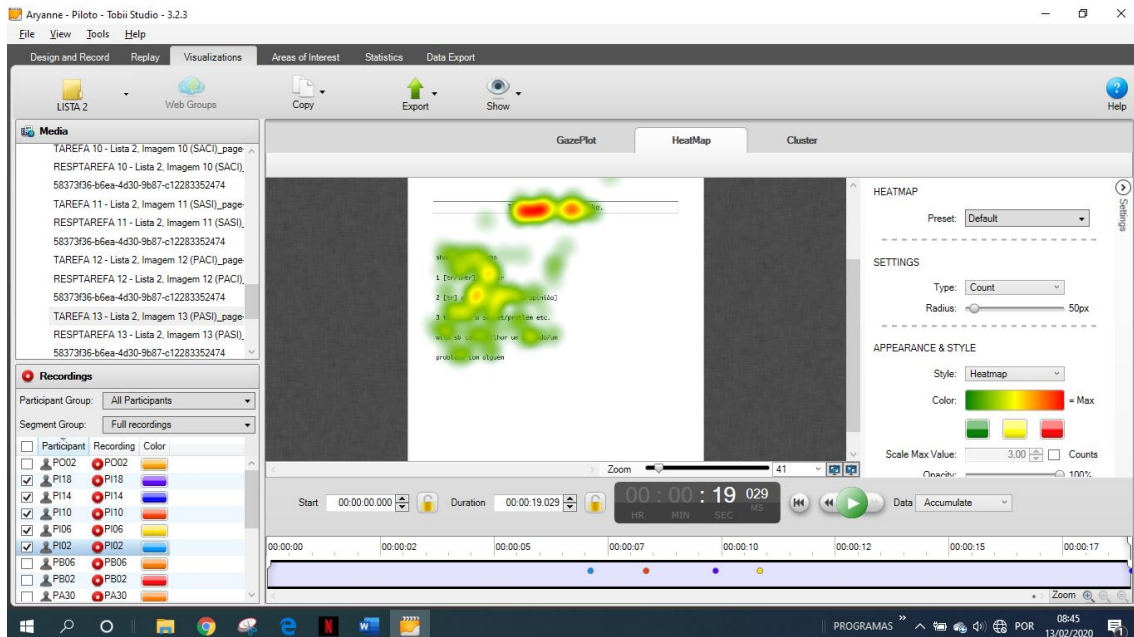 Aryanne - Piloto - Tobii Studio - 3.2.3
File View Tools Help
Design and Record Replay Visualizations Areas of Interest Statistics Data Export
LISTA 2 Web Groups Copy Export Show Help
Media
TAREFA 10 - Lista 2, Imagem 10 (SACI)_page-
RESPTAREFA 10 - Lista 2, Imagem 10 (SACI)_
58373f36-b6ea-4d30-9b87-c12283352474
TAREFA 11 - Lista 2, Imagem 11 (SASI)_page-
RESPTAREFA 11 - Lista 2, Imagem 11 (SASI)_
58373f36-b6ea-4d30-9b87-c12283352474
TAREFA 12 - Lista 2, Imagem 12 (PACI)_page-
RESPTAREFA 12 - Lista 2, Imagem 12 (PACI)_
58373f36-b6ea-4d30-9b87-c12283352474
TAREFA 13 - Lista 2, Imagem 13 (PASI)_page-
RESPTAREFA 13 - Lista 2, Imagem 13 (PASI)_
58373f36-b6ea-4d30-9b87-c12283352474
Recordings
Participant Group: All Participants
Segment Group: Full recordings
Participant Recording Color
PO02 PO02
PI18 PI18
PI14 PI14
PI10 PI10
PI06 PI06
PI02 PI02
PB06 PB06
PB02 PB02
PA30 PA30
GazePlot HeatMap Cluster
1 [tr/intr]
2 [tr] opinião]
3 etc.
problema com alguém
HEATMAP
Preset: Default
SETTINGS
Type: Count
Radius: 50px
APPEARANCE & STYLE
Style: Heatmap
Color: = Max
Scale Max Value: 3,00 Counts
Opacity: 100%
Settings
Zoom 41
Start 00:00:00.000 Duration 00:00:19.029 00 : 00 : 19 029 Data Accumulate
HR MIN SEC MS
00:00:00 00:00:02 00:00:05 00:00:07 00:00:10 00:00:12 00:00:15 00:00:17
Zoom
PROGRAMAS POR 08:45
13/02/2020